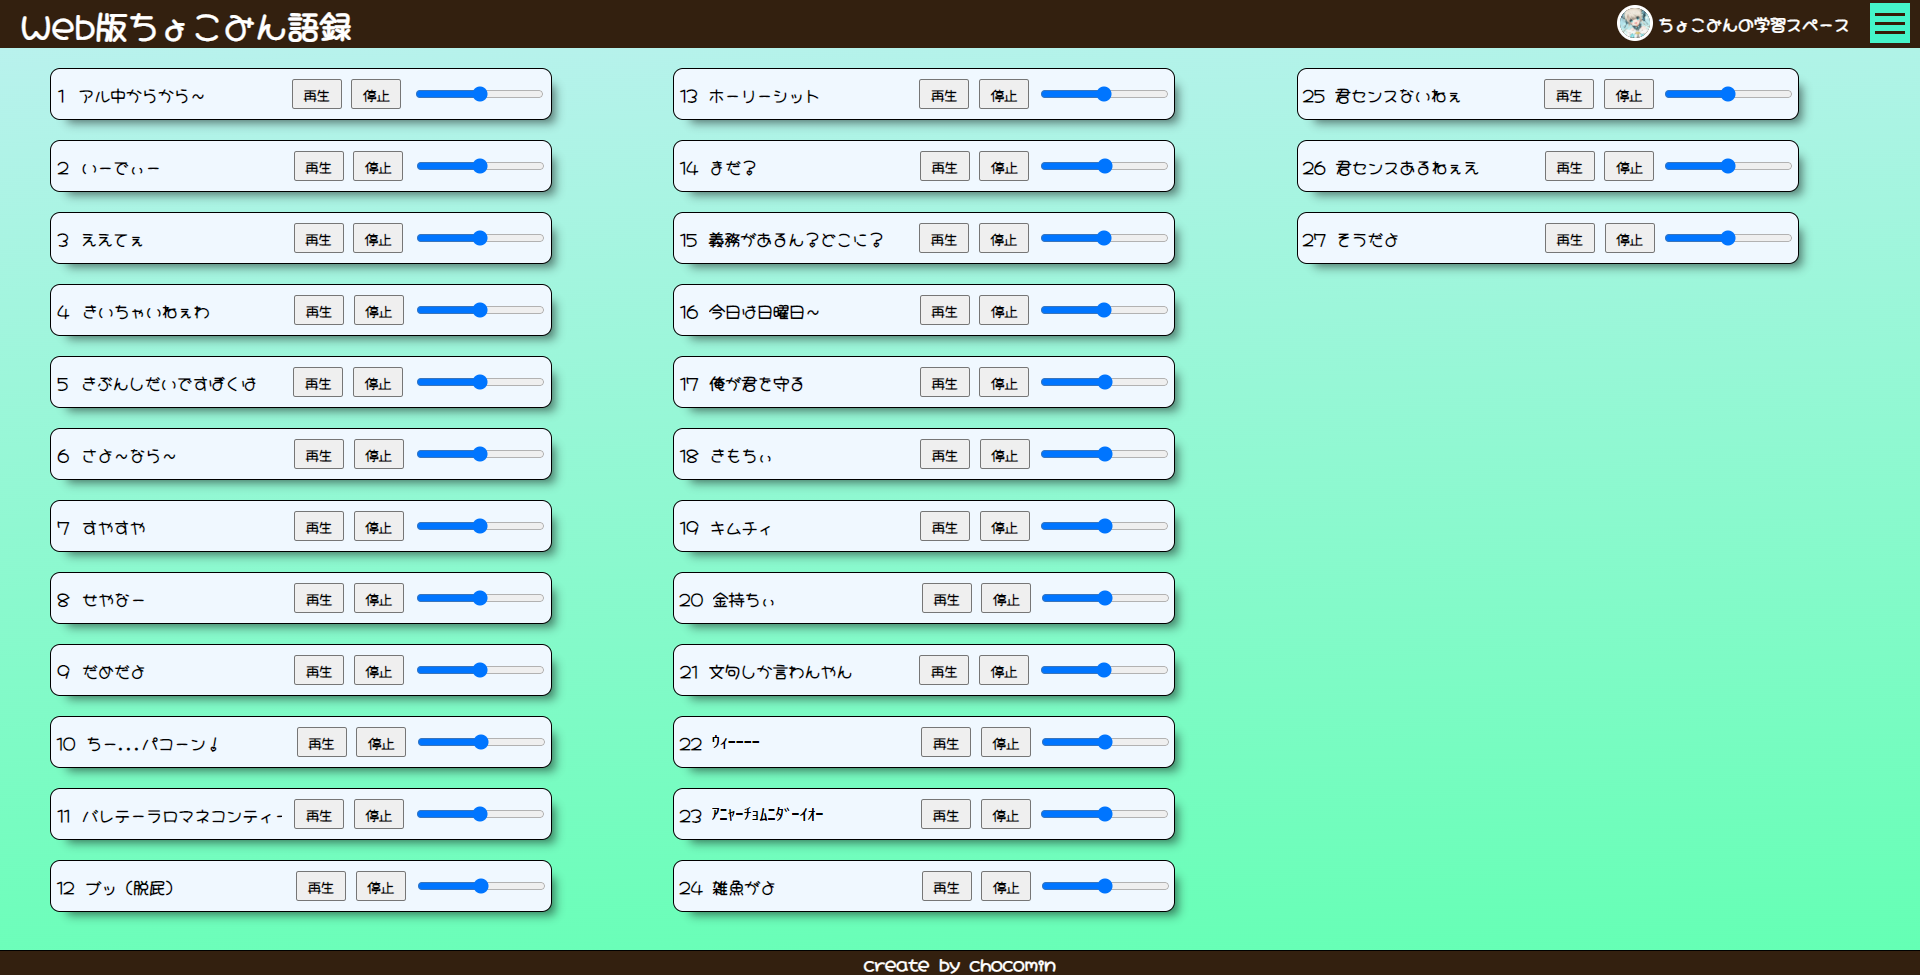 Web版ちょこみん語録
ちょこみんの学習スペース
1 アル中からから～ 再生 停止
2 いーでぃー 再生 停止
3 ええてぇ 再生 停止
4 きいちゃいねぇわ 再生 停止
5 きぶんしだいですぼくは 再生 停止
6 さよ～なら～ 再生 停止
7 すやすや 再生 停止
8 せやなー 再生 停止
9 だめだよ 再生 停止
10 ちー...パコーン！ 再生 停止
11 バレテーラロマネコンティー 再生 停止
12 ブッ（脱屁） 再生 停止
13 ホーリーシット 再生 停止
14 まだ？ 再生 停止
15 義務があるん？どこに？ 再生 停止
16 今日は日曜日～ 再生 停止
17 俺が君を守る 再生 停止
18 きもちぃ 再生 停止
19 キムチィ 再生 停止
20 金持ちぃ 再生 停止
21 文句しか言わんやん 再生 停止
22 ｳｨｰｰｰｰ 再生 停止
23 ｱﾆｬｰﾁｮﾑﾆﾀﾞｰｲｵｰ 再生 停止
24 雑魚がよ 再生 停止
25 君センスないねぇ 再生 停止
26 君センスあるねぇえ 再生 停止
27 そうだよ 再生 停止
create by chocomin